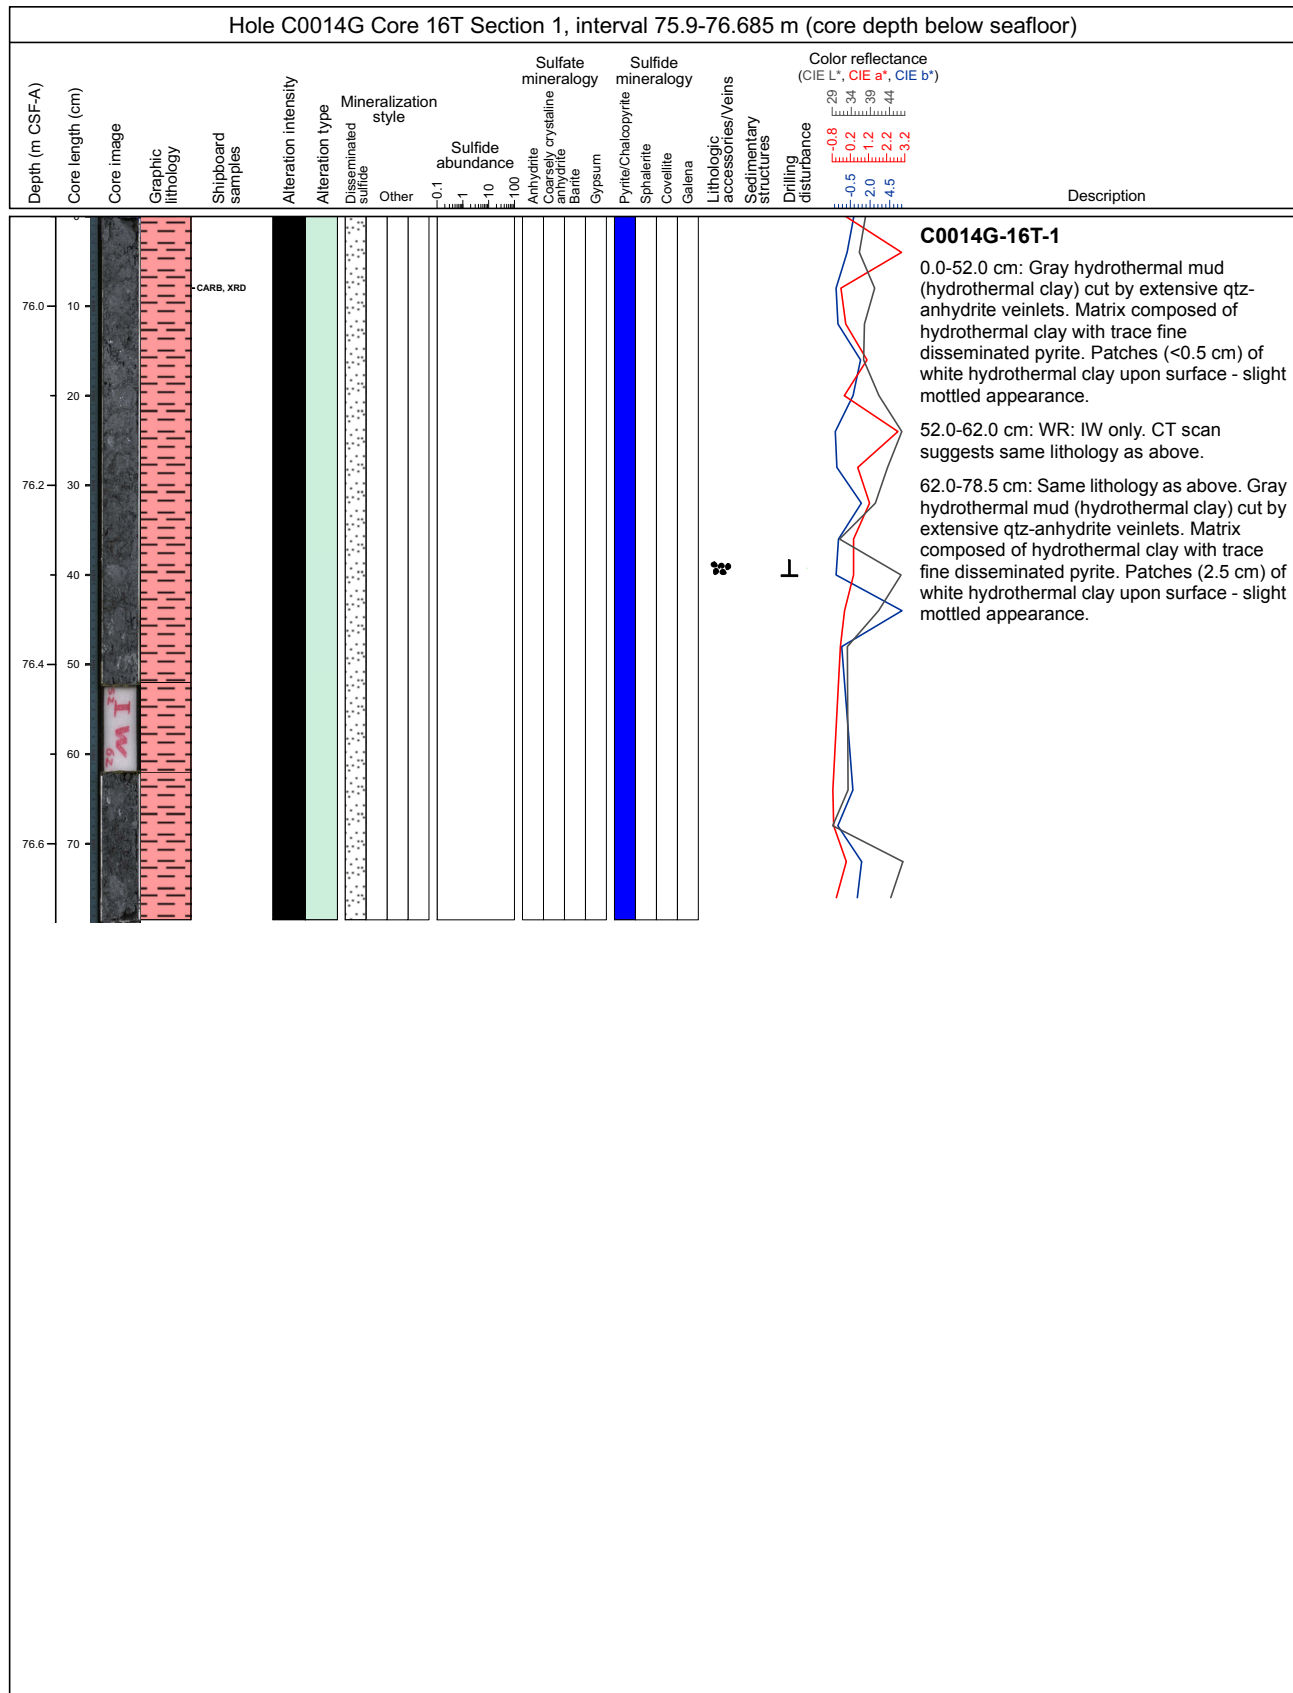 Hole C0014G Core 16T Section 1, interval 75.9-76.685 m (core depth below seafloor)
Depth (m CSF-A)
Core length (cm)
Core image
Graphic
lithology
Shipboard
samples
Alteration intensity
Alteration type
Mineralization
style
Disseminated
sulfide
Other
Sulfide
abundance
0.1
1
10
100
Sulfate
mineralogy
Anhydrite
Coarsely crystaline
anhydrite
Barite
Gypsum
Sulfide
mineralogy
Pyrite/Chalcopyrite
Sphalerite
Covellite
Galena
Lithologic
accessories/Veins
Sedimentary
structures
Drilling
disturbance
Color reflectance
(CIE L*, CIE a*, CIE b*)
29 34 39 44
-0.8 0.2 1.2 2.2 3.2
-0.5 2.0 4.5
Description
0
CARB, XRD
76.0 10
20
76.2 30
40
76.4 50
52
I W
62
60
76.6 70
C0014G-16T-1
0.0-52.0 cm: Gray hydrothermal mud
(hydrothermal clay) cut by extensive qtz-
anhydrite veinlets. Matrix composed of
hydrothermal clay with trace fine
disseminated pyrite. Patches (<0.5 cm) of
white hydrothermal clay upon surface - slight
mottled appearance.
52.0-62.0 cm: WR: IW only. CT scan
suggests same lithology as above.
62.0-78.5 cm: Same lithology as above. Gray
hydrothermal mud (hydrothermal clay) cut by
extensive qtz-anhydrite veinlets. Matrix
composed of hydrothermal clay with trace
fine disseminated pyrite. Patches (2.5 cm) of
white hydrothermal clay upon surface - slight
mottled appearance.